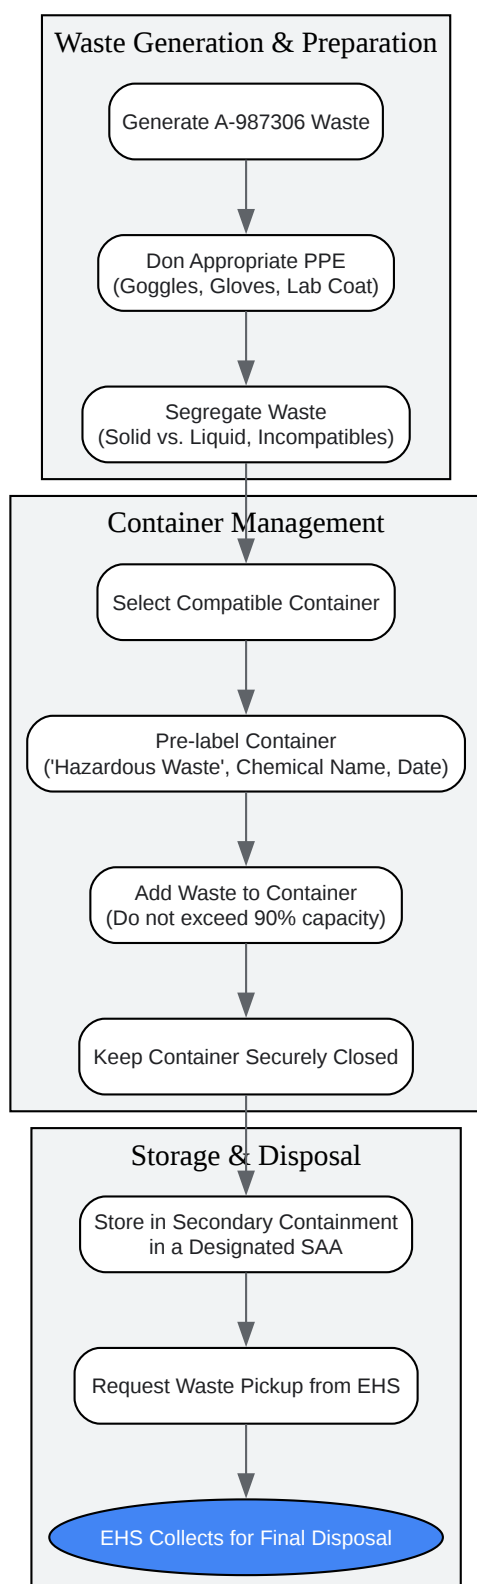 Waste Generation & Preparation
Generate A-987306 Waste
Don Appropriate PPE
(Goggles, Gloves, Lab Coat)
Segregate Waste
(Solid vs. Liquid, Incompatibles)
Container Management
Select Compatible Container
Pre-label Container
('Hazardous Waste', Chemical Name, Date)
Add Waste to Container
(Do not exceed 90% capacity)
Keep Container Securely Closed
Storage & Disposal
Store in Secondary Containment
in a Designated SAA
Request Waste Pickup from EHS
EHS Collects for Final Disposal